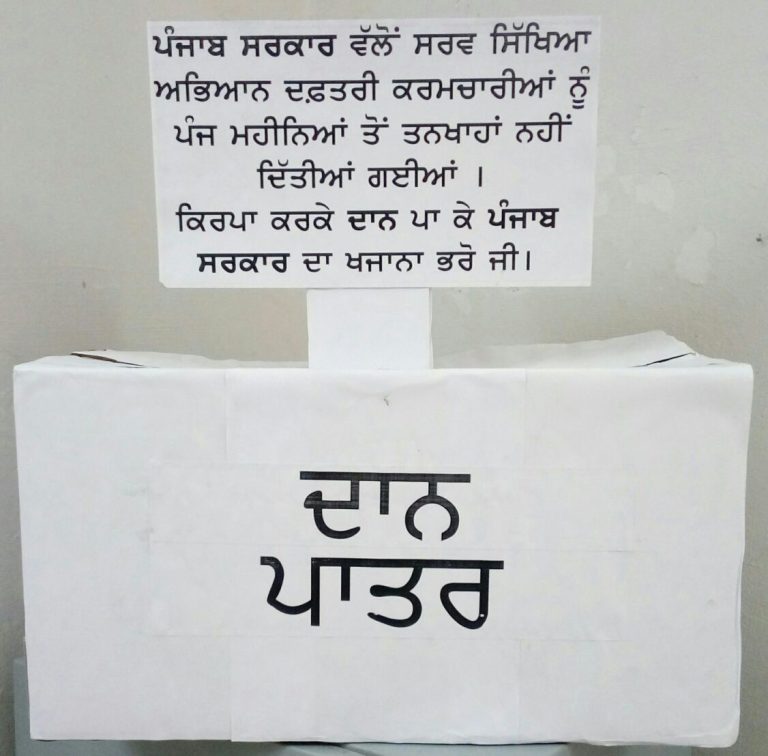 ਪੰਜਾਬ ਸਰਕਾਰ ਵੱਲੋਂ ਸਰਵ ਸਿੱਖਿਆ
ਅਭਿਆਨ ਦਫ਼ਤਰੀ ਕਰਮਚਾਰੀਆਂ ਨੂੰ
ਪੰਜ ਮਹੀਨਿਆਂ ਤੋਂ ਤਨਖਾਹਾਂ ਨਹੀਂ
ਦਿੱਤੀਆਂ ਗਈਆਂ ।
ਕਿਰਪਾ ਕਰਕੇ ਦਾਨ ਪਾ ਕੇ ਪੰਜਾਬ
ਸਰਕਾਰ ਦਾ ਖਜਾਨਾ ਭਰੋ ਜੀ।
ਦਾਨ
ਪਾਤਰ